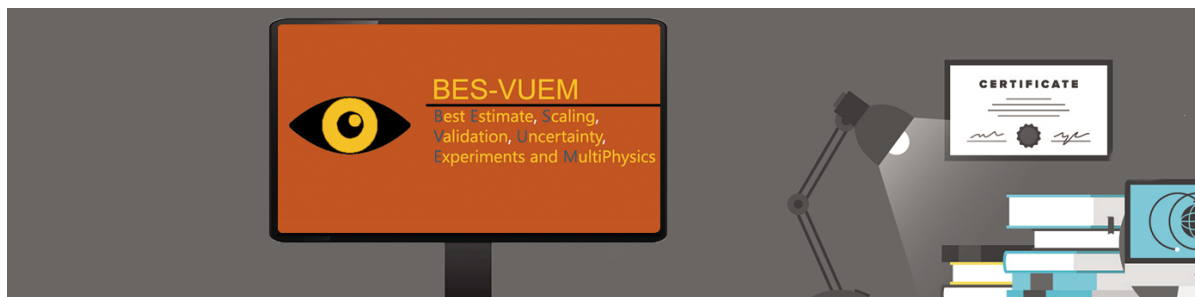 BES-VUEM
Best Estimate, Scaling,
Validation, Uncertainty,
Experiments and MultiPhysics
CERTIFICATE